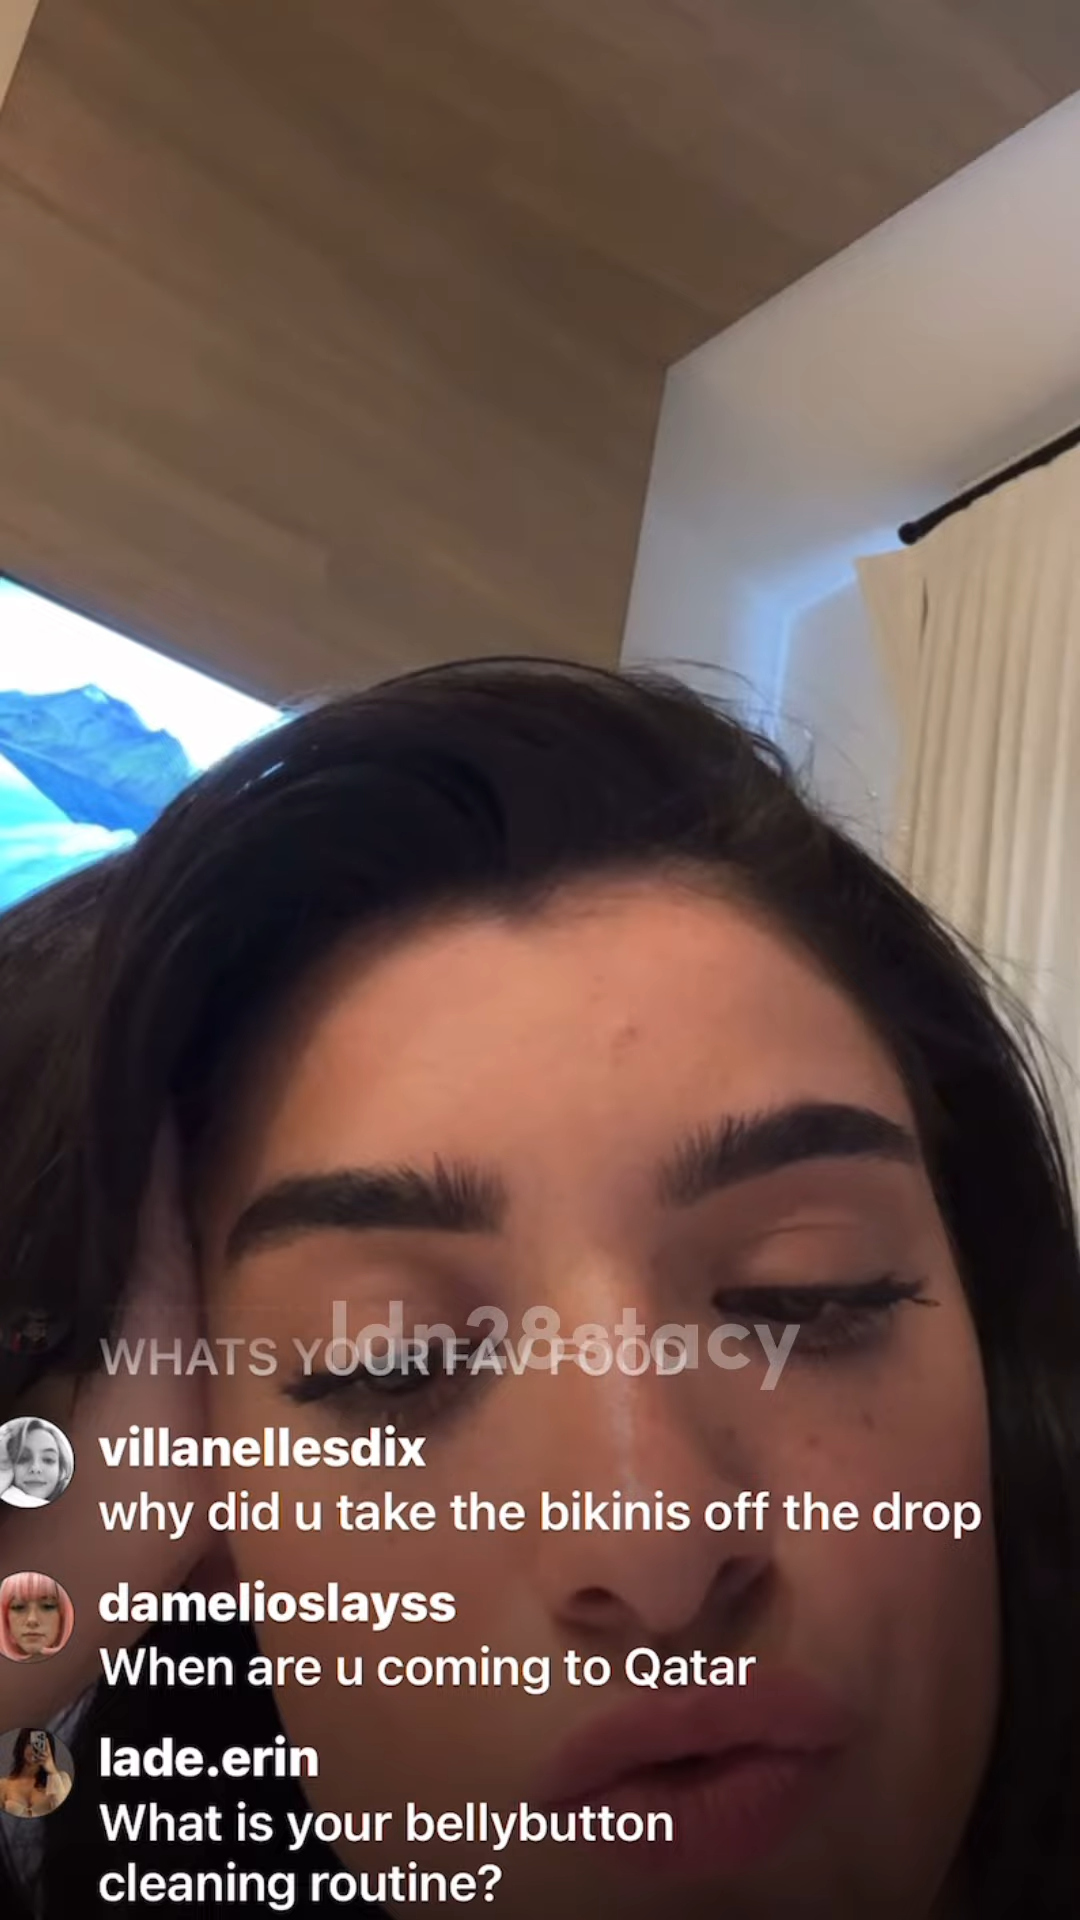 ldn28stacy
WHATS YOUR FAV FOOD
villanellesdix
why did u take the bikinis off the drop
damelioslayss
When are u coming to Qatar
lade.erin
What is your bellybutton
cleaning routine?